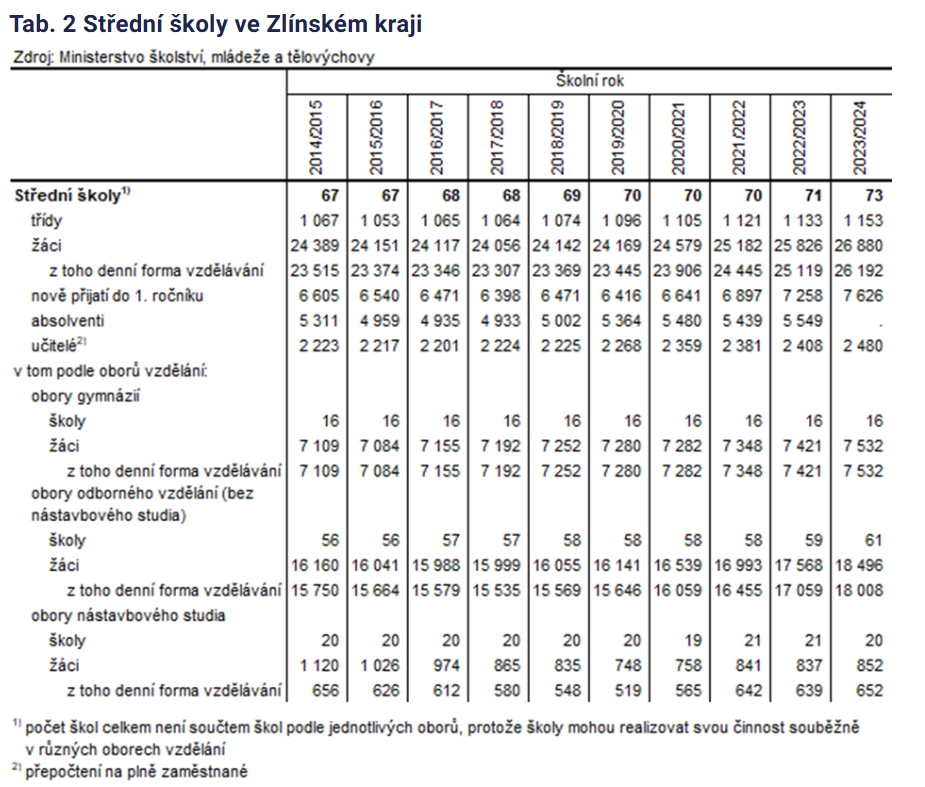 Tab. 2 Střední školy ve Zlínském kraji
Zdroj: Ministerstvo školství, mládeže a tělovýchovy
Školní rok
2014/2015 2015/2016 2016/2017 2017/2018 2018/2019 2019/2020 2020/2021 2021/2022 2022/2023 2023/2024
Střední školy1) 67 67 68 68 69 70 70 70 71 73
třídy 1 067 1 053 1 065 1 064 1 074 1 096 1 105 1 121 1 133 1 153
žáci 24 389 24 151 24 117 24 056 24 142 24 169 24 579 25 182 25 826 26 880
z toho denní forma vzdělávání 23 515 23 374 23 346 23 307 23 369 23 445 23 906 24 445 25 119 26 192
nově přijatí do 1. ročníku 6 605 6 540 6 471 6 398 6 471 6 416 6 641 6 897 7 258 7 626
absolventi 5 311 4 959 4 935 4 933 5 002 5 364 5 480 5 439 5 549 .
učitelé2) 2 223 2 217 2 201 2 224 2 225 2 268 2 359 2 381 2 408 2 480
v tom podle oborů vzdělání:
obory gymnázií
školy 16 16 16 16 16 16 16 16 16 16
žáci 7 109 7 084 7 155 7 192 7 252 7 280 7 282 7 348 7 421 7 532
z toho denní forma vzdělávání 7 109 7 084 7 155 7 192 7 252 7 280 7 282 7 348 7 421 7 532
obory odborného vzdělání (bez
nástavbového studia)
školy 56 56 57 57 58 58 58 58 59 61
žáci 16 160 16 041 15 988 15 999 16 055 16 141 16 539 16 993 17 568 18 496
z toho denní forma vzdělávání 15 750 15 664 15 579 15 535 15 569 15 646 16 059 16 455 17 059 18 008
obory nástavbového studia
školy 20 20 20 20 20 20 19 21 21 20
žáci 1 120 1 026 974 865 835 748 758 841 837 852
z toho denní forma vzdělávání 656 626 612 580 548 519 565 642 639 652
1) počet škol celkem není součtem škol podle jednotlivých oborů, protože školy mohou realizovat svou činnost souběžně
v různých oborech vzdělání
2) přepočtení na plně zaměstnané